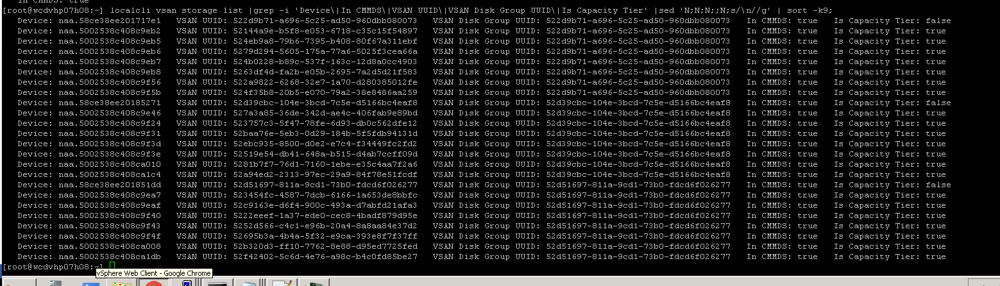 In CMMDS: true
[root@wcdvhp07h08:~] localcli vsan storage list |grep -i 'Device\|In CMMDS\|VSAN UUID\|VSAN Disk Group UUID\|Is Capacity Tier' |sed 'N;N;N;;N;s/\n//g' | sort -k9;
Device: naa.58ce38ee201717e1 VSAN UUID: 522d9b71-a696-5c25-ad50-960dbb080073 VSAN Disk Group UUID: 522d9b71-a696-5c25-ad50-960dbb080073 In CMMDS: true Is Capacity Tier: false
Device: naa.5002538c408c9eb2 VSAN UUID: 52144a9e-b5f8-e053-6718-c35c15f54897 VSAN Disk Group UUID: 522d9b71-a696-5c25-ad50-960dbb080073 In CMMDS: true Is Capacity Tier: true
Device: naa.5002538c408c9eb5 VSAN UUID: 524eb9a8-79b6-7395-b408-80f67a311ebf VSAN Disk Group UUID: 522d9b71-a696-5c25-ad50-960dbb080073 In CMMDS: true Is Capacity Tier: true
Device: naa.5002538c408c9eb6 VSAN UUID: 5279d294-5605-175a-77a6-5025f3cea66a VSAN Disk Group UUID: 522d9b71-a696-5c25-ad50-960dbb080073 In CMMDS: true Is Capacity Tier: true
Device: naa.5002538c408c9eb7 VSAN UUID: 524b0228-b89c-537f-163c-12d8a0cc4903 VSAN Disk Group UUID: 522d9b71-a696-5c25-ad50-960dbb080073 In CMMDS: true Is Capacity Tier: true
Device: naa.5002538c408c9eb8 VSAN UUID: 5263df4d-fa2b-e05b-2695-7a2d5d21f583 VSAN Disk Group UUID: 522d9b71-a696-5c25-ad50-960dbb080073 In CMMDS: true Is Capacity Tier: true
Device: naa.5002538c408c9f56 VSAN UUID: 522a9822-6268-32e7-1a70-d280385012fe VSAN Disk Group UUID: 522d9b71-a696-5c25-ad50-960dbb080073 In CMMDS: true Is Capacity Tier: true
Device: naa.5002538c408c9f5b VSAN UUID: 524f35b8-20b5-e070-79a2-38e8486aa259 VSAN Disk Group UUID: 522d9b71-a696-5c25-ad50-960dbb080073 In CMMDS: true Is Capacity Tier: true
Device: naa.58ce38ee20185271 VSAN UUID: 52d39cbc-104e-3bcd-7c5e-d5166bc4eaf8 VSAN Disk Group UUID: 52d39cbc-104e-3bcd-7c5e-d5166bc4eaf8 In CMMDS: true Is Capacity Tier: false
Device: naa.5002538c408c9e46 VSAN UUID: 527a3a85-36de-342d-ae4c-406fab9e89bd VSAN Disk Group UUID: 52d39cbc-104e-3bcd-7c5e-d5166bc4eaf8 In CMMDS: true Is Capacity Tier: true
Device: naa.5002538c408c9f24 VSAN UUID: 523757c3-5f47-78fe-6d93-db0c562dfe12 VSAN Disk Group UUID: 52d39cbc-104e-3bcd-7c5e-d5166bc4eaf8 In CMMDS: true Is Capacity Tier: true
Device: naa.5002538c408c9f31 VSAN UUID: 52baa76e-5eb3-0d29-184b-5f5fdb94131d VSAN Disk Group UUID: 52d39cbc-104e-3bcd-7c5e-d5166bc4eaf8 In CMMDS: true Is Capacity Tier: true
Device: naa.5002538c408c9f3d VSAN UUID: 52ebc935-8500-d0e2-e7c4-f34449fc2fd2 VSAN Disk Group UUID: 52d39cbc-104e-3bcd-7c5e-d5166bc4eaf8 In CMMDS: true Is Capacity Tier: true
Device: naa.5002538c408c9f3e VSAN UUID: 52519e54-db41-648a-b515-d4ab7ccff09d VSAN Disk Group UUID: 52d39cbc-104e-3bcd-7c5e-d5166bc4eaf8 In CMMDS: true Is Capacity Tier: true
Device: naa.5002538c408ca010 VSAN UUID: 5281b7f7-76d1-7160-1ebe-e35c4aa7f2a6 VSAN Disk Group UUID: 52d39cbc-104e-3bcd-7c5e-d5166bc4eaf8 In CMMDS: true Is Capacity Tier: true
Device: naa.5002538c408ca1c4 VSAN UUID: 52a94ed2-2313-97ec-29a9-84f78e51fcdf VSAN Disk Group UUID: 52d39cbc-104e-3bcd-7c5e-d5166bc4eaf8 In CMMDS: true Is Capacity Tier: true
Device: naa.58ce38ee201851dd VSAN UUID: 52d51697-811a-9cd1-73b0-fdcd6f026277 VSAN Disk Group UUID: 52d51697-811a-9cd1-73b0-fdcd6f026277 In CMMDS: true Is Capacity Tier: false
Device: naa.5002538c408c9ea7 VSAN UUID: 523454fc-4587-7dcb-6166-1a653de8bbfc VSAN Disk Group UUID: 52d51697-811a-9cd1-73b0-fdcd6f026277 In CMMDS: true Is Capacity Tier: true
Device: naa.5002538c408c9eaf VSAN UUID: 52c9163e-d6f4-900c-493a-d7abfd21afa3 VSAN Disk Group UUID: 52d51697-811a-9cd1-73b0-fdcd6f026277 In CMMDS: true Is Capacity Tier: true
Device: naa.5002538c408c9f40 VSAN UUID: 5222eeef-1a37-ede0-cec8-4badf879d95e VSAN Disk Group UUID: 52d51697-811a-9cd1-73b0-fdcd6f026277 In CMMDS: true Is Capacity Tier: true
Device: naa.5002538c408c9f43 VSAN UUID: 5252d566-c4c1-e96b-20a4-8a8aa84e37d2 VSAN Disk Group UUID: 52d51697-811a-9cd1-73b0-fdcd6f026277 In CMMDS: true Is Capacity Tier: true
Device: naa.5002538c408c9f4f VSAN UUID: 52695b3a-4b4a-5f32-e9ca-393e8f7f37ff VSAN Disk Group UUID: 52d51697-811a-9cd1-73b0-fdcd6f026277 In CMMDS: true Is Capacity Tier: true
Device: naa.5002538c408ca008 VSAN UUID: 52b320d3-ff10-7762-8e88-d95ed7725fed VSAN Disk Group UUID: 52d51697-811a-9cd1-73b0-fdcd6f026277 In CMMDS: true Is Capacity Tier: true
Device: naa.5002538c408ca1db VSAN UUID: 52f42402-5c6d-4e76-a98c-b4c0fd85be27 VSAN Disk Group UUID: 52d51697-811a-9cd1-73b0-fdcd6f026277 In CMMDS: true Is Capacity Tier: true
[root@wcdvhp07h08:~]
vSphere Web Client - Google Chrome